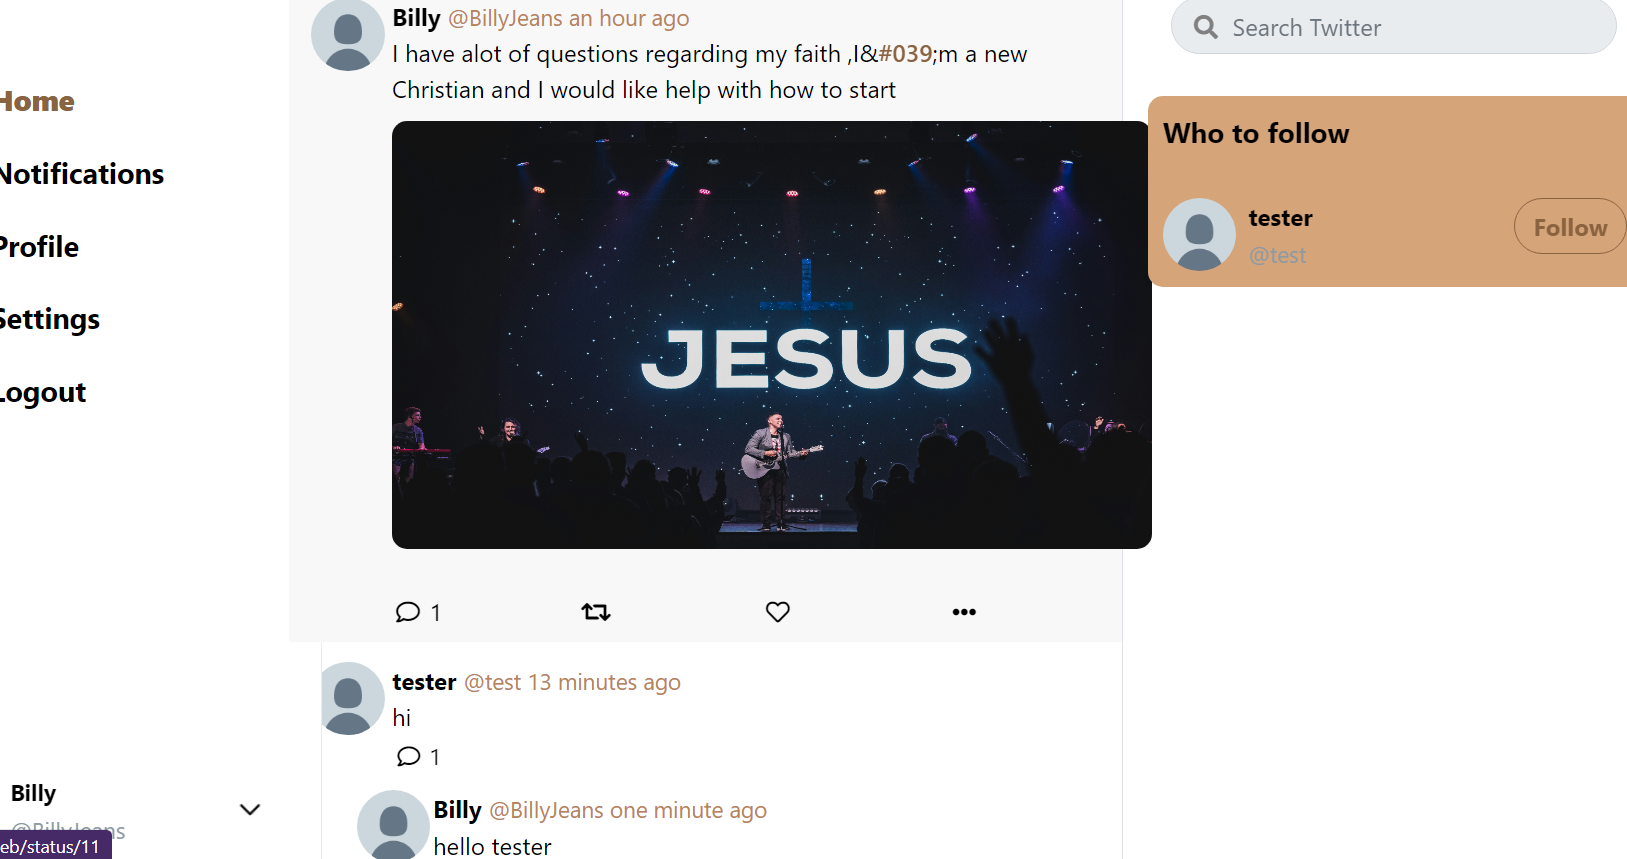 Home
Notifications
Profile
Settings
Logout
Billy
@BillyJeans
eb/status/11
Billy @BillyJeans an hour ago
I have alot of questions regarding my faith ,I&#039;m a new
Christian and I would like help with how to start
JESUS
1
tester @test 13 minutes ago
hi
1
Billy @BillyJeans one minute ago
hello tester
Search Twitter
Who to follow
tester
@test
Follow